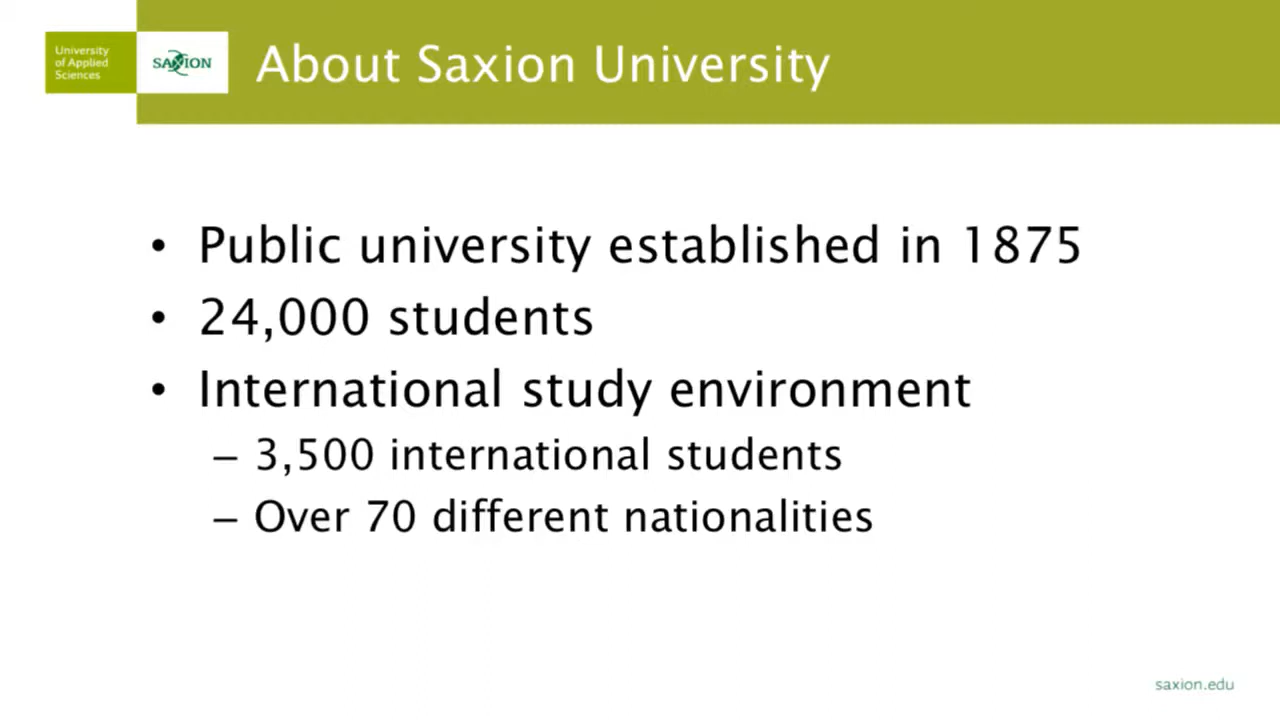 University
of Applied
Sciences
SAXION
About Saxion University
• Public university established in 1875
• 24,000 students
• International study environment
– 3,500 international students
– Over 70 different nationalities
saxion.edu